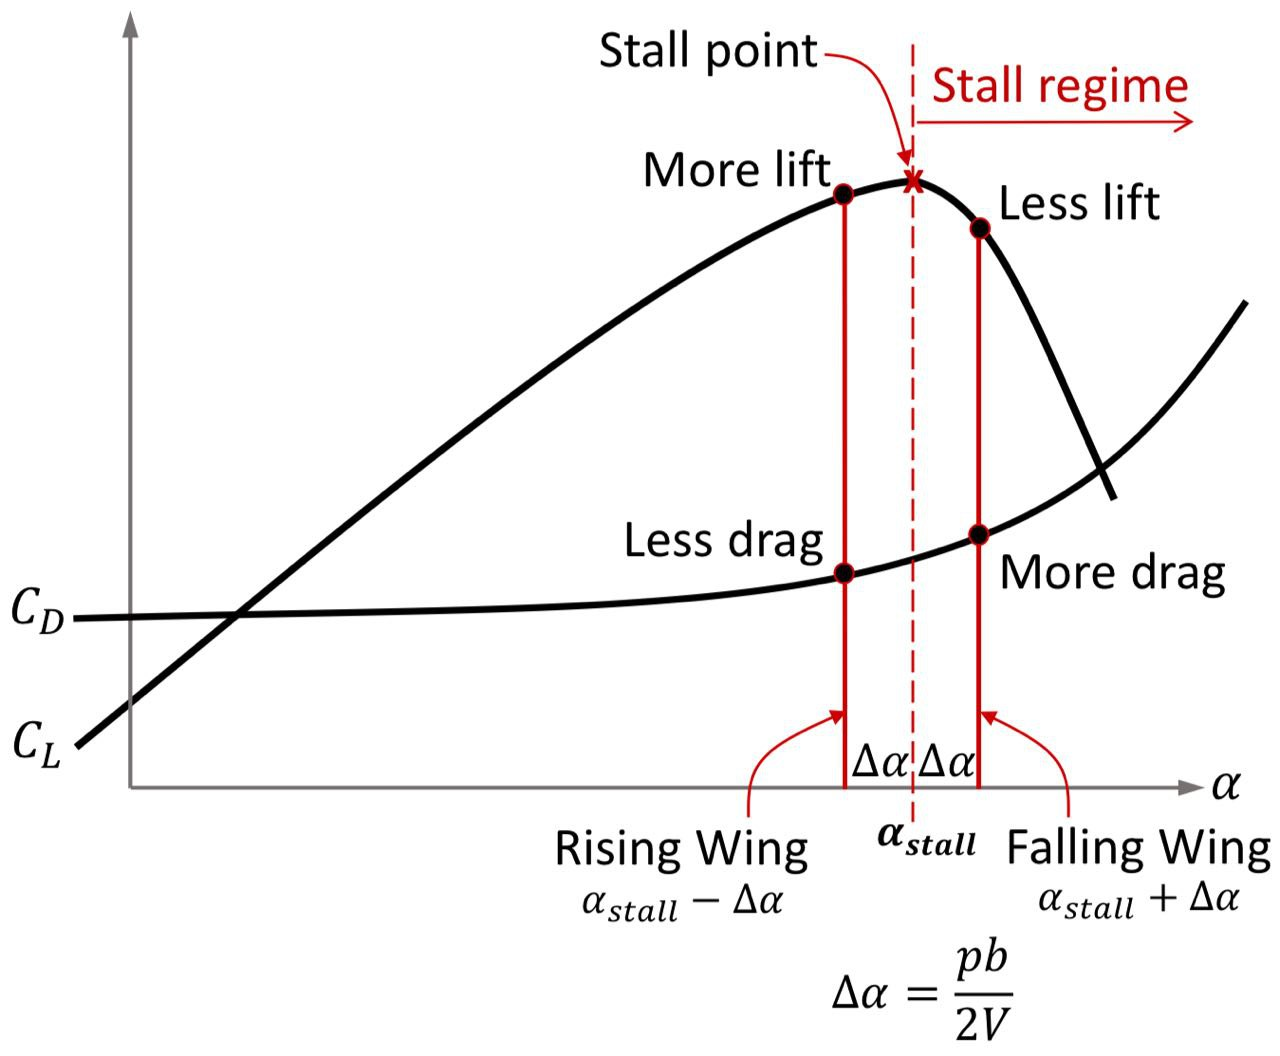 Stall point
Stall regime
More lift
Less lift
Less drag
More drag
C_D
C_L
Δα Δα
α
α_stall
Rising Wing
α_stall − Δα
Falling Wing
α_stall + Δα
Δα = pb/2V